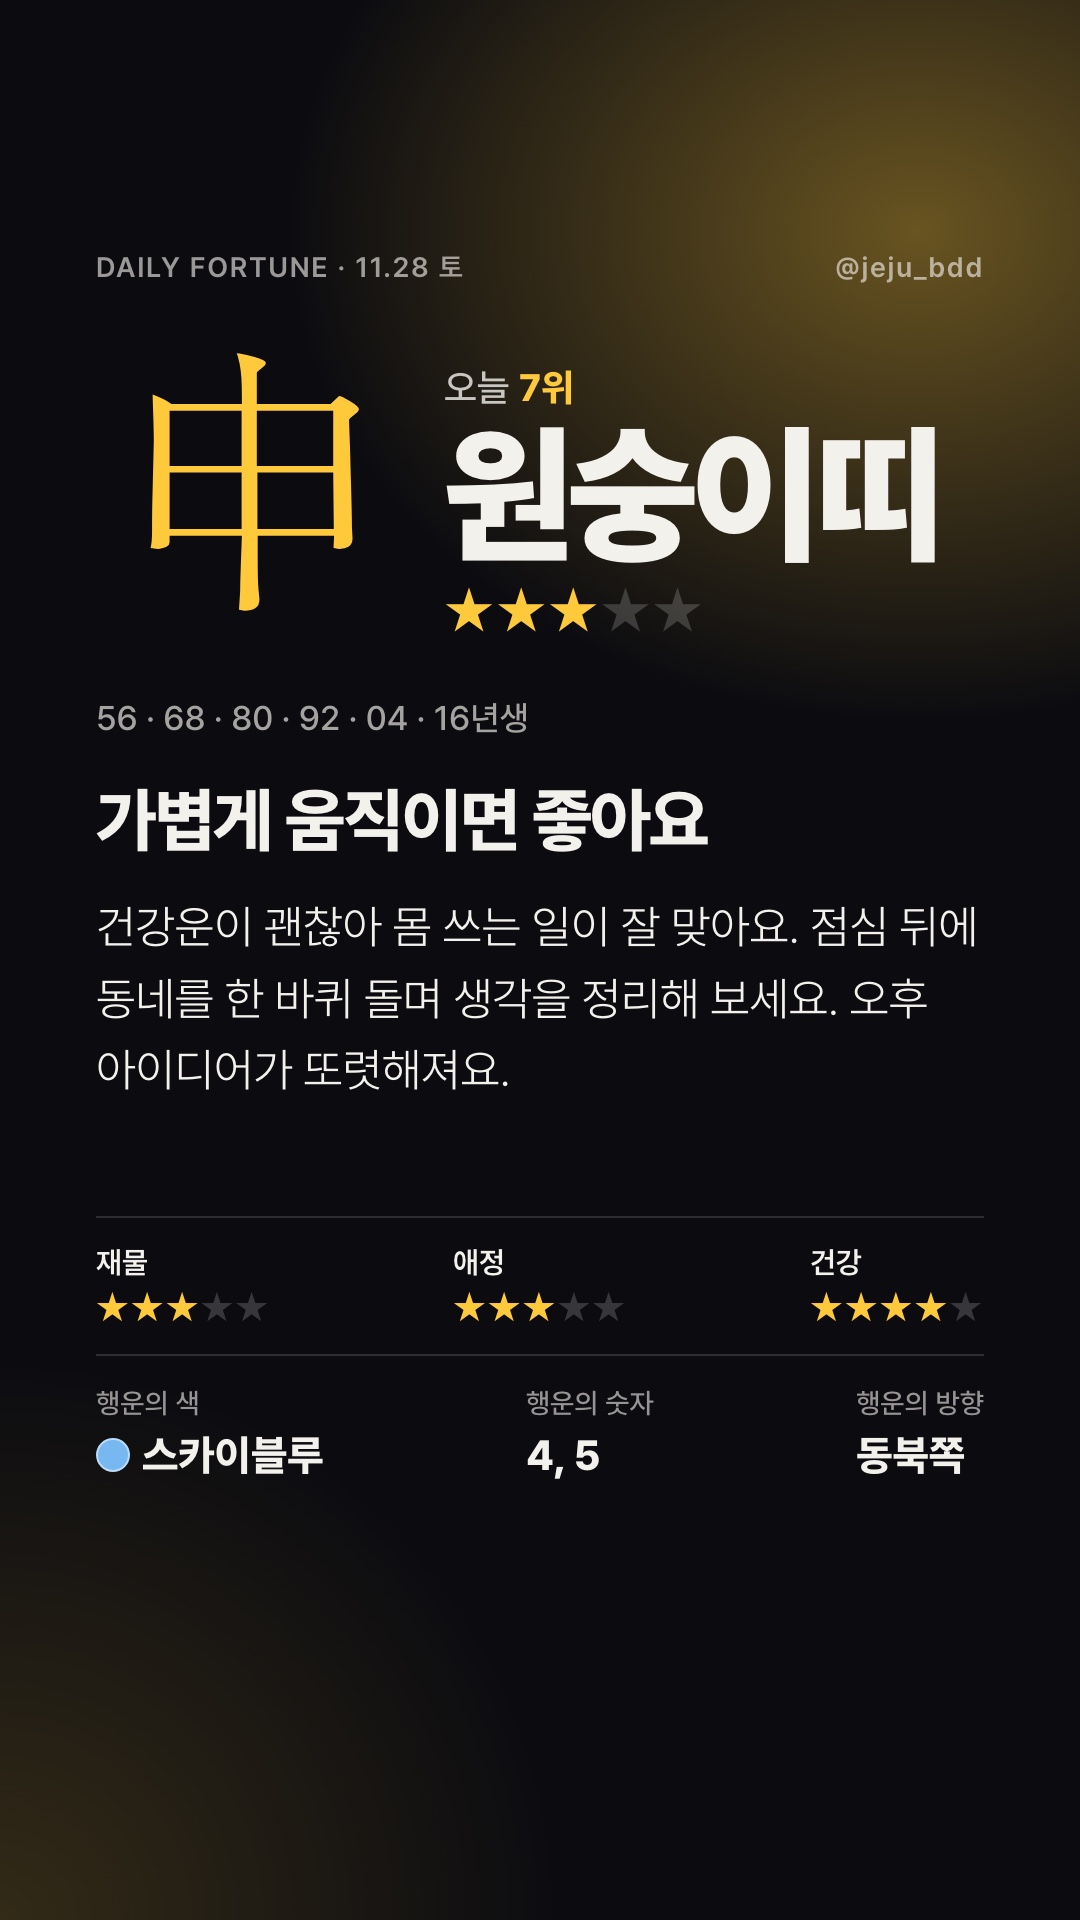 DAILY FORTUNE · 11.28 토
@jeju_bdd
申
오늘 7위
원숭이띠
★★★★★
56 · 68 · 80 · 92 · 04 · 16년생
가볍게 움직이면 좋아요
건강운이 괜찮아 몸 쓰는 일이 잘 맞아요. 점심 뒤에
동네를 한 바퀴 돌며 생각을 정리해 보세요. 오후
아이디어가 또렷해져요.
재물
★★★★★
애정
★★★★★
건강
★★★★★
행운의 색
스카이블루
행운의 숫자
4, 5
행운의 방향
동북쪽